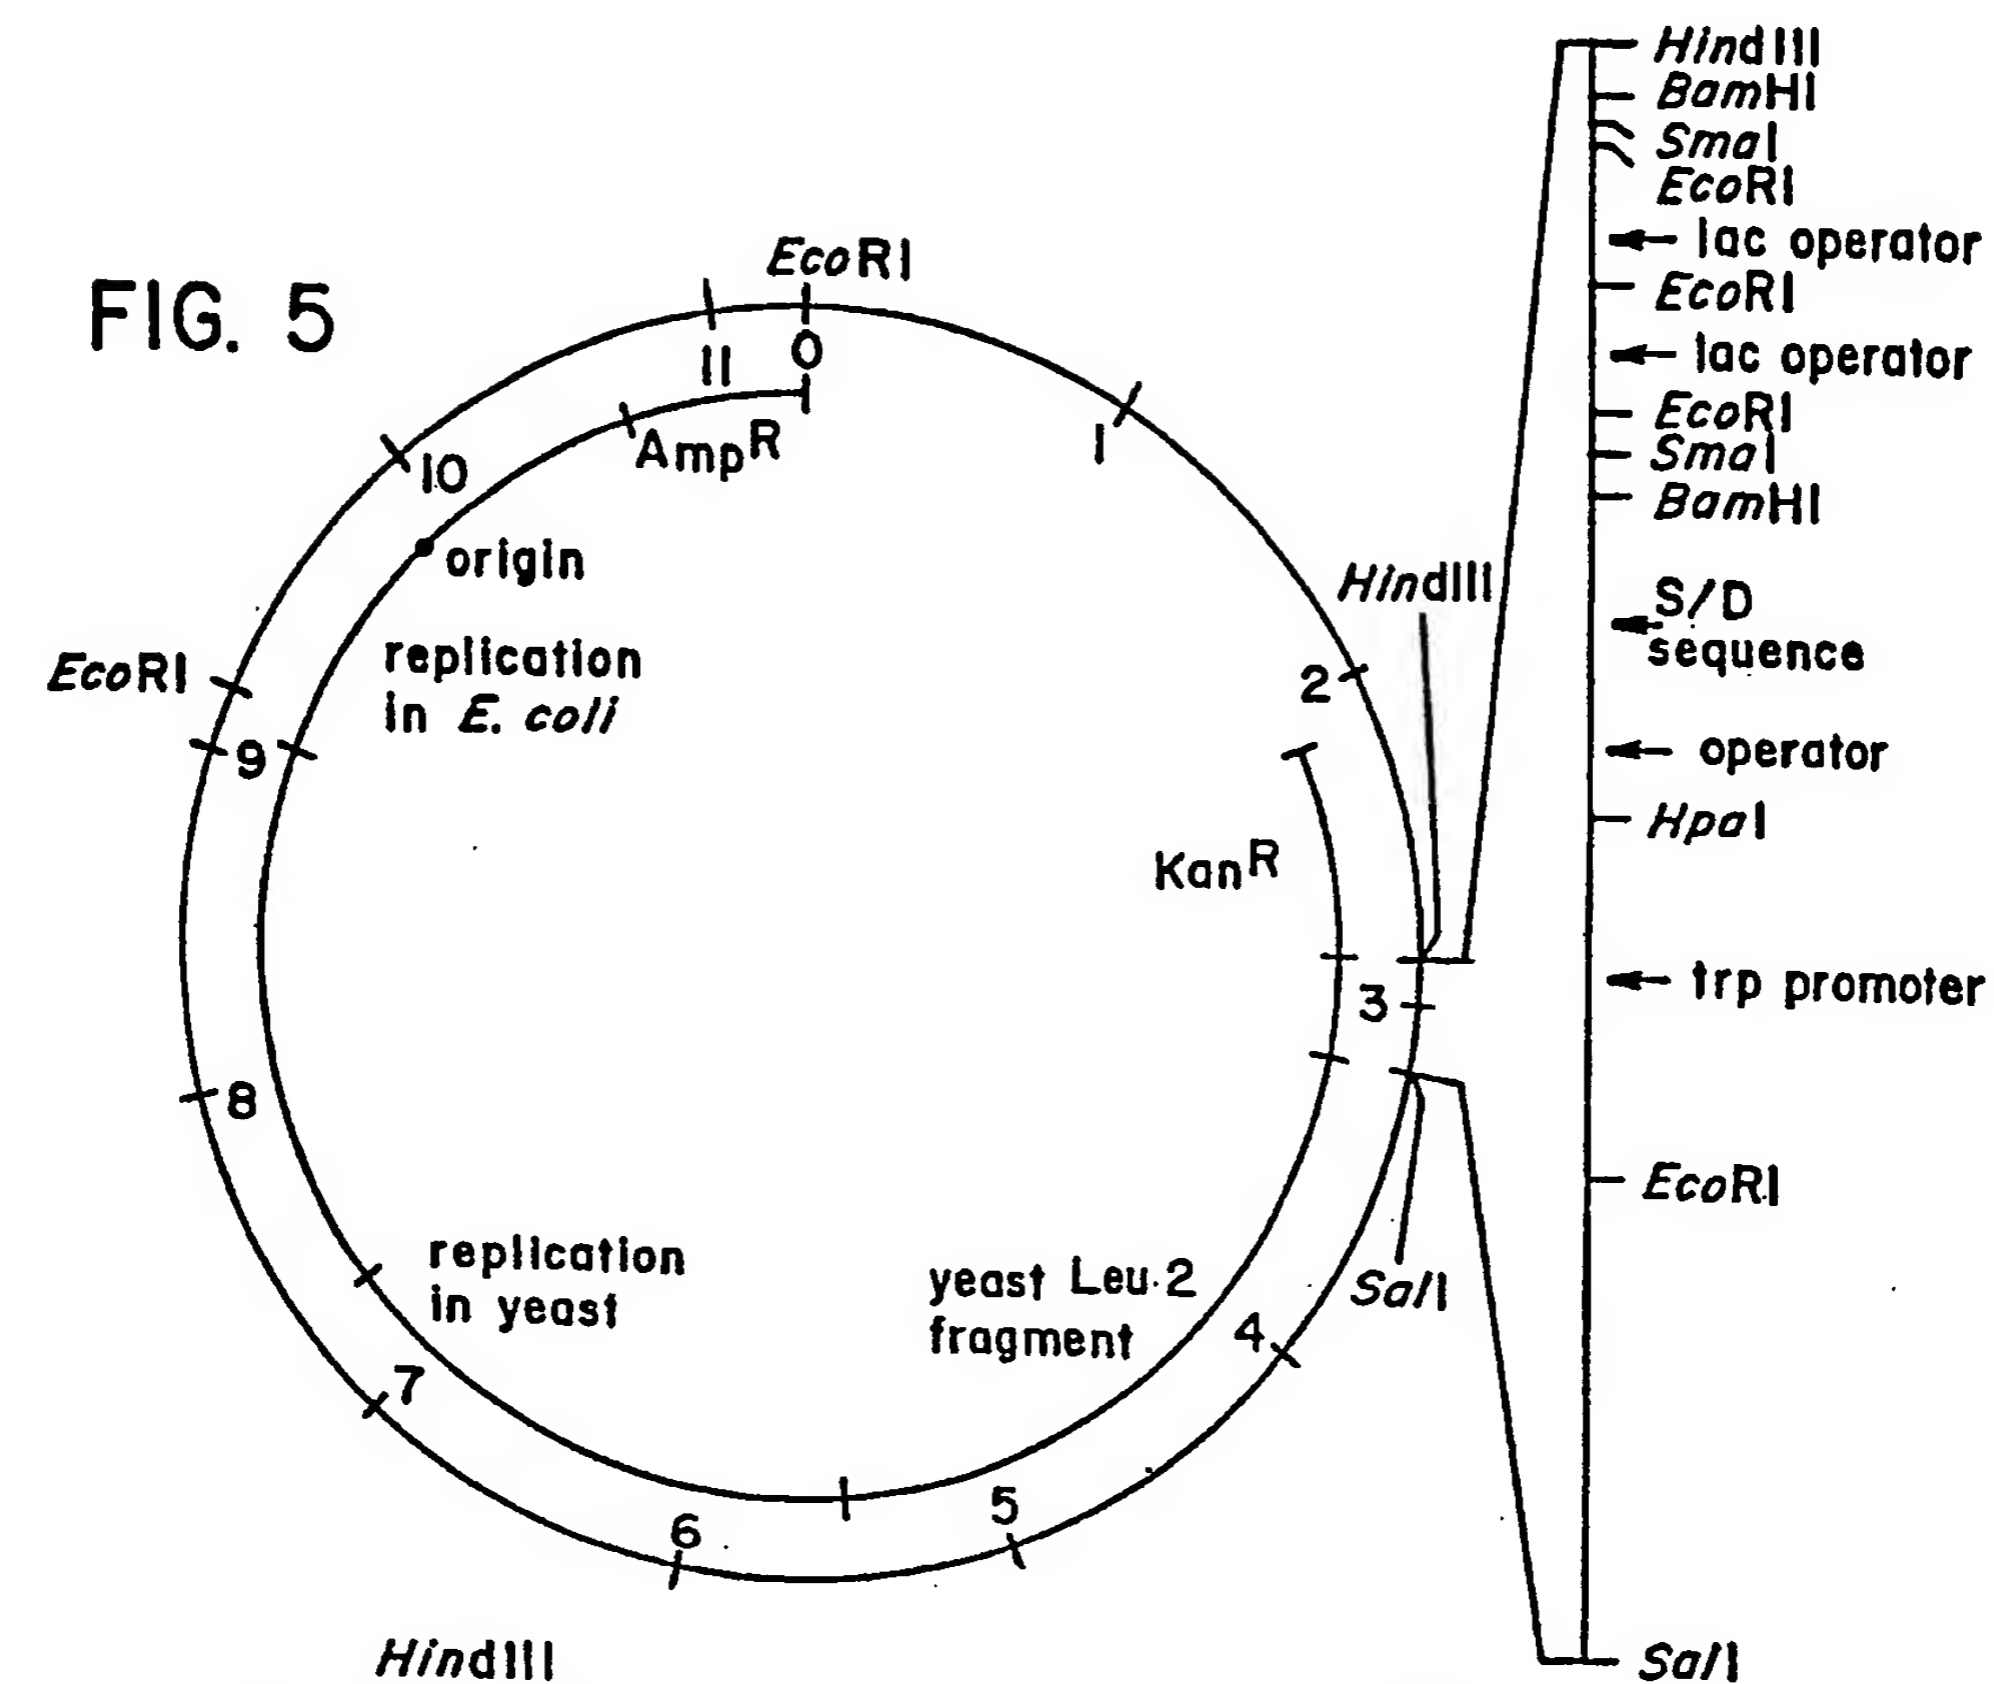 FIG. 5
EcoRI
0
1
2
HindIII
3
SalI
4
5
6
7
8
9
EcoRI
10
11
AmpR
origin
replication
in E. coli
KanR
replication
in yeast
yeast Leu 2
fragment
HindIII
HindIII
BamHI
SmaI
EcoRI
lac operator
EcoRI
lac operator
EcoRI
SmaI
BamHI
S/D
sequence
operator
HpaI
trp promoter
EcoRI
SalI